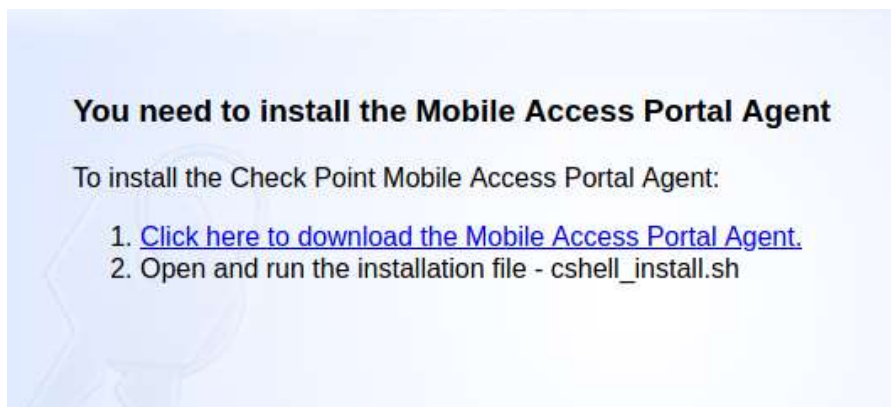 You need to install the Mobile Access Portal Agent
To install the Check Point Mobile Access Portal Agent:
1. Click here to download the Mobile Access Portal Agent.
2. Open and run the installation file - cshell_install.sh